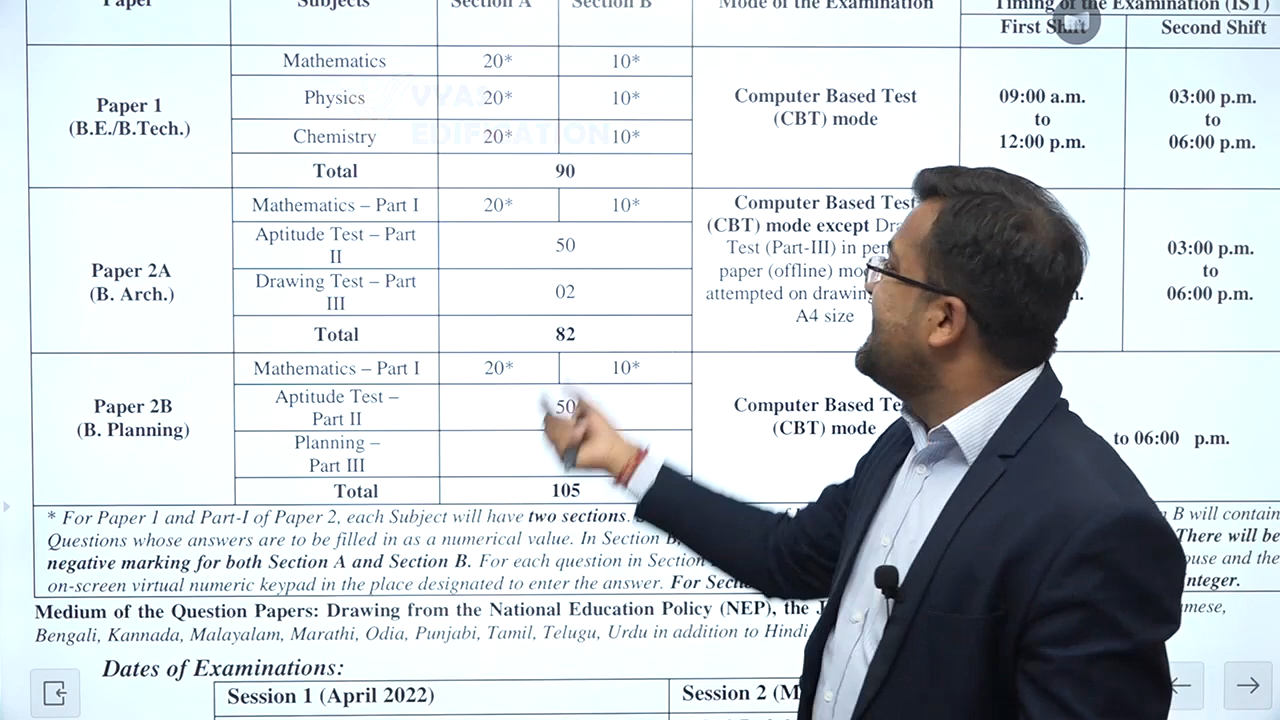 Paper Subjects Section A Section B Mode of the Examination Timing of the Examination (IST)
First Shift Second Shift
Paper 1
(B.E./B.Tech.)
Mathematics 20* 10*
Physics 20* 10*
Chemistry 20* 10*
Total 90
Computer Based Test
(CBT) mode
09:00 a.m.
to
12:00 p.m.
03:00 p.m.
to
06:00 p.m.
VYAS
EDIFICATION
Paper 2A
(B. Arch.)
Mathematics – Part I 20* 10*
Aptitude Test – Part
II
50
Drawing Test – Part
III
02
Total 82
Computer Based Test
(CBT) mode except
Test (Part-III) in
paper (offline)
attempted on
A4 size
03:00 p.m.
to
06:00 p.m.
Paper 2B
(B. Planning)
Mathematics – Part I 20* 10*
Aptitude Test –
Part II
50
Planning –
Part III
Total 105
Computer Based
(CBT) mode
to 06:00 p.m.
* For Paper 1 and Part-I of Paper 2, each Subject will have two sections. B will contain
Questions whose answers are to be filled in as a numerical value. In Section B, There will be
negative marking for both Section A and Section B. For each question in Section and the
on-screen virtual numeric keypad in the place designated to enter the answer. For
Medium of the Question Papers: Drawing from the National Education Policy (NEP), the
Bengali, Kannada, Malayalam, Marathi, Odia, Punjabi, Tamil, Telugu, Urdu in addition to Hindi
Dates of Examinations:
Session 1 (April 2022) Session 2